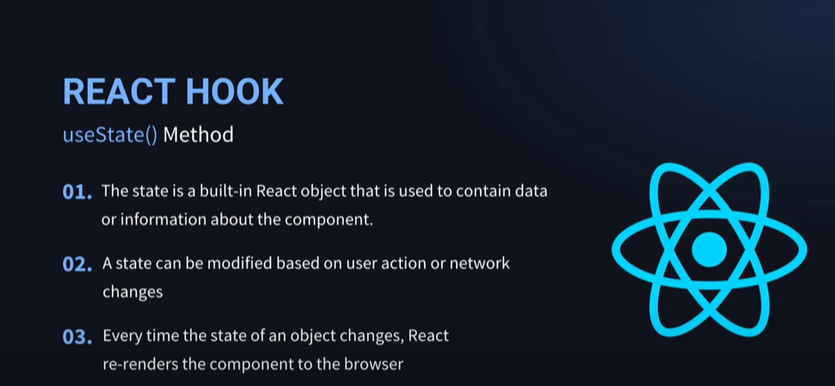 REACT HOOK
useState() Method
01. The state is a built-in React object that is used to contain data
or information about the component.
02. A state can be modified based on user action or network
changes
03. Every time the state of an object changes, React
re-renders the component to the browser